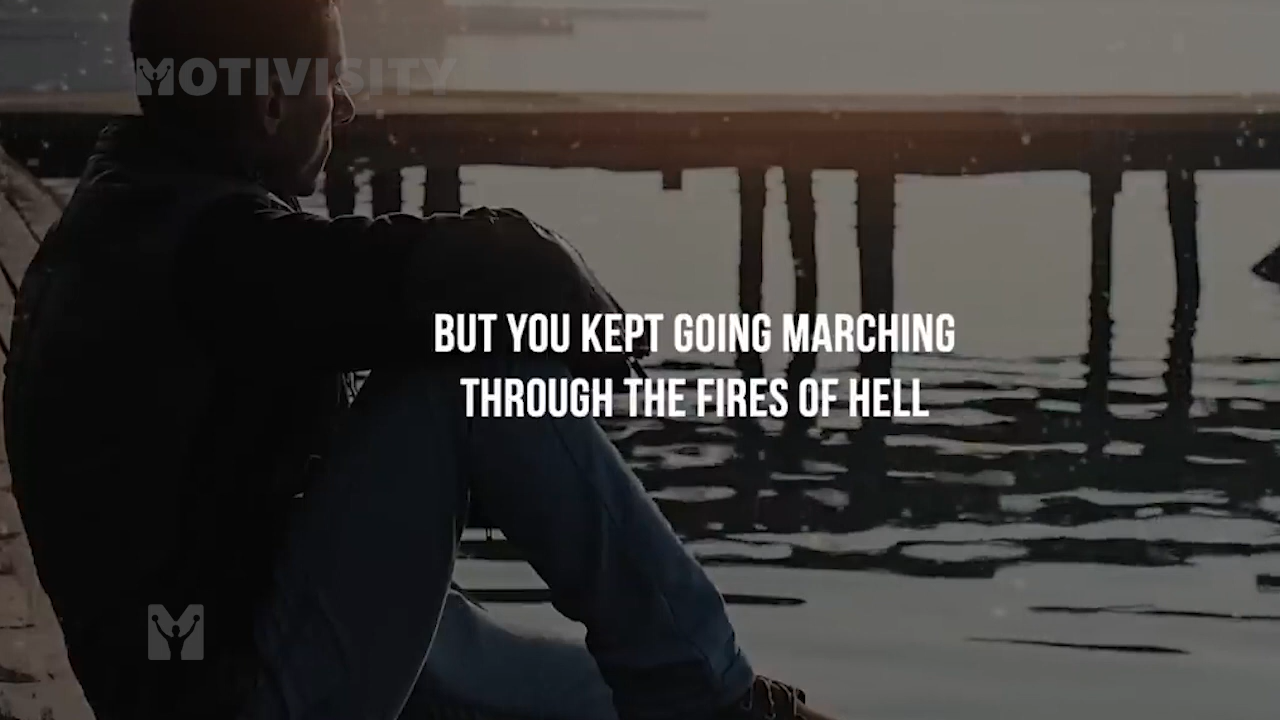 MOTIVISITY
BUT YOU KEPT GOING MARCHING
THROUGH THE FIRES OF HELL